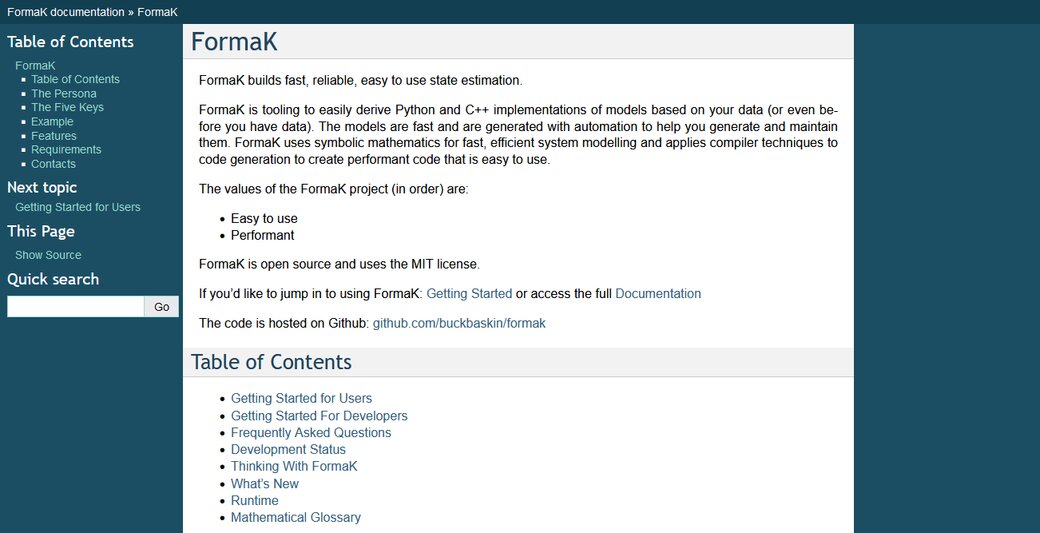 FormaK documentation » FormaK
Table of Contents
FormaK
Table of Contents
The Persona
The Five Keys
Example
Features
Requirements
Contacts
Next topic
Getting Started for Users
This Page
Show Source
Quick search
Go
FormaK
FormaK builds fast, reliable, easy to use state estimation.
FormaK is tooling to easily derive Python and C++ implementations of models based on your data (or even be-
fore you have data). The models are fast and are generated with automation to help you generate and maintain
them. FormaK uses symbolic mathematics for fast, efficient system modelling and applies compiler techniques to
code generation to create performant code that is easy to use.
The values of the FormaK project (in order) are:
Easy to use
Performant
FormaK is open source and uses the MIT license.
If you’d like to jump in to using FormaK: Getting Started or access the full Documentation
The code is hosted on Github: github.com/buckbaskin/formak
Table of Contents
Getting Started for Users
Getting Started For Developers
Frequently Asked Questions
Development Status
Thinking With FormaK
What’s New
Runtime
Mathematical Glossary